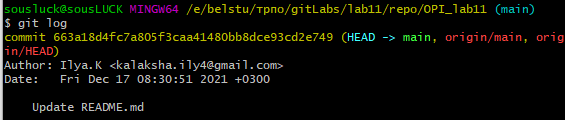 sousluck@sousLUCK MINGW64 /e/belstu/трпо/gitLabs/lab11/repo/OPI_lab11 (main)
$ git log
commit 663a18d4fc7a805f3caa41480bb8dce93cd2e749 (HEAD -> main, origin/main, orig
in/HEAD)
Author: Ilya.K <kalaksha.ily4@gmail.com>
Date:   Fri Dec 17 08:30:51 2021 +0300
    Update README.md